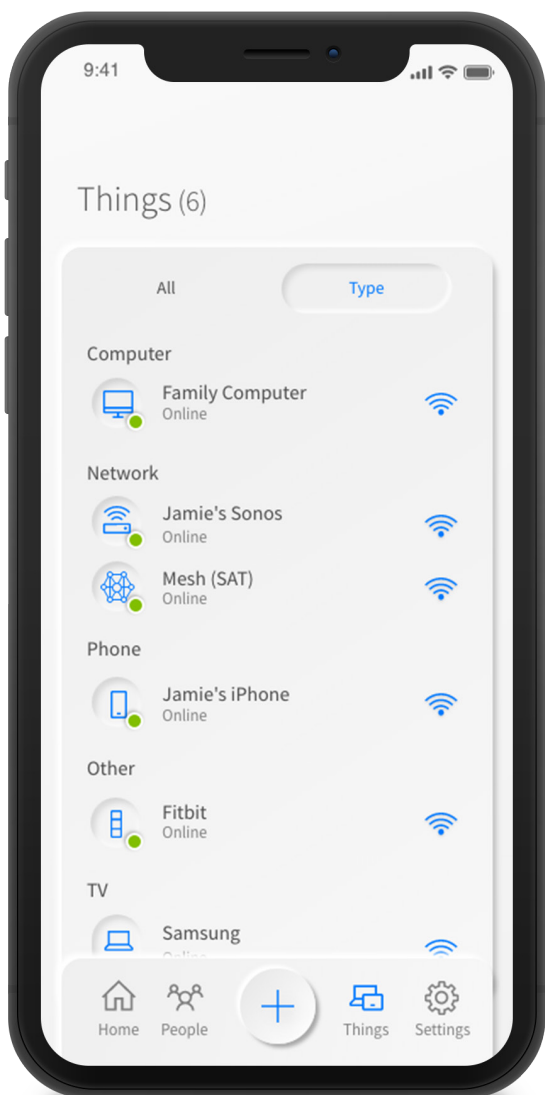 9:41
Things (6)
All
Type
Computer
Family Computer
Online
Network
Jamie's Sonos
Online
Mesh (SAT)
Online
Phone
Jamie's iPhone
Online
Other
Fitbit
Online
TV
Samsung
Home
People
Things
Settings